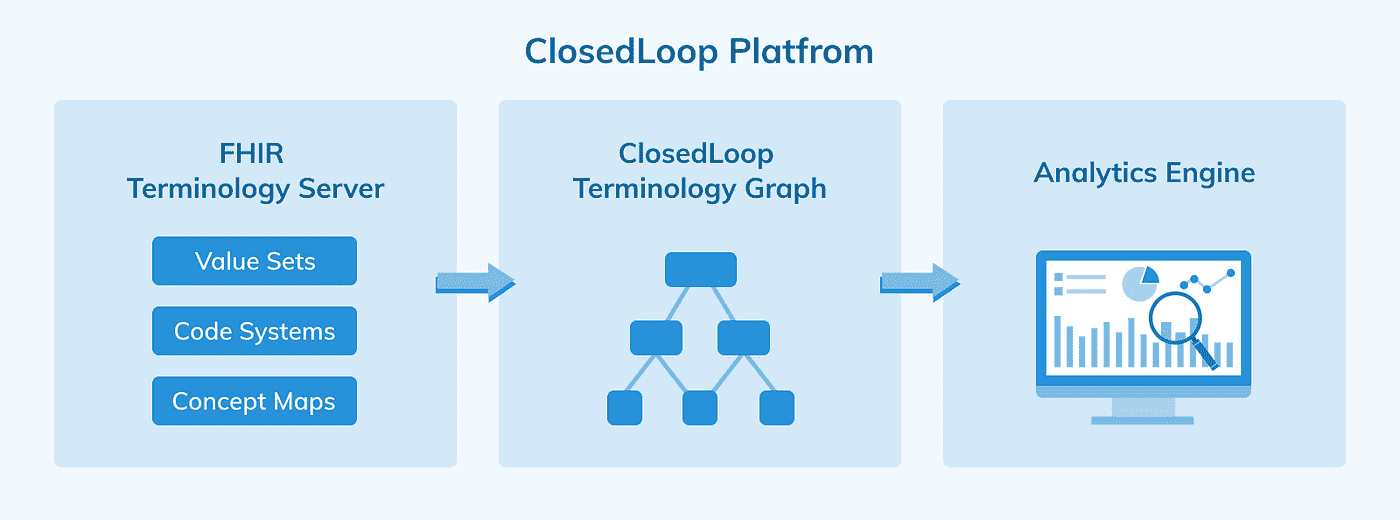 ClosedLoop Platfrom
FHIR
Terminology Server
Value Sets
Code Systems
Concept Maps
ClosedLoop
Terminology Graph
Analytics Engine